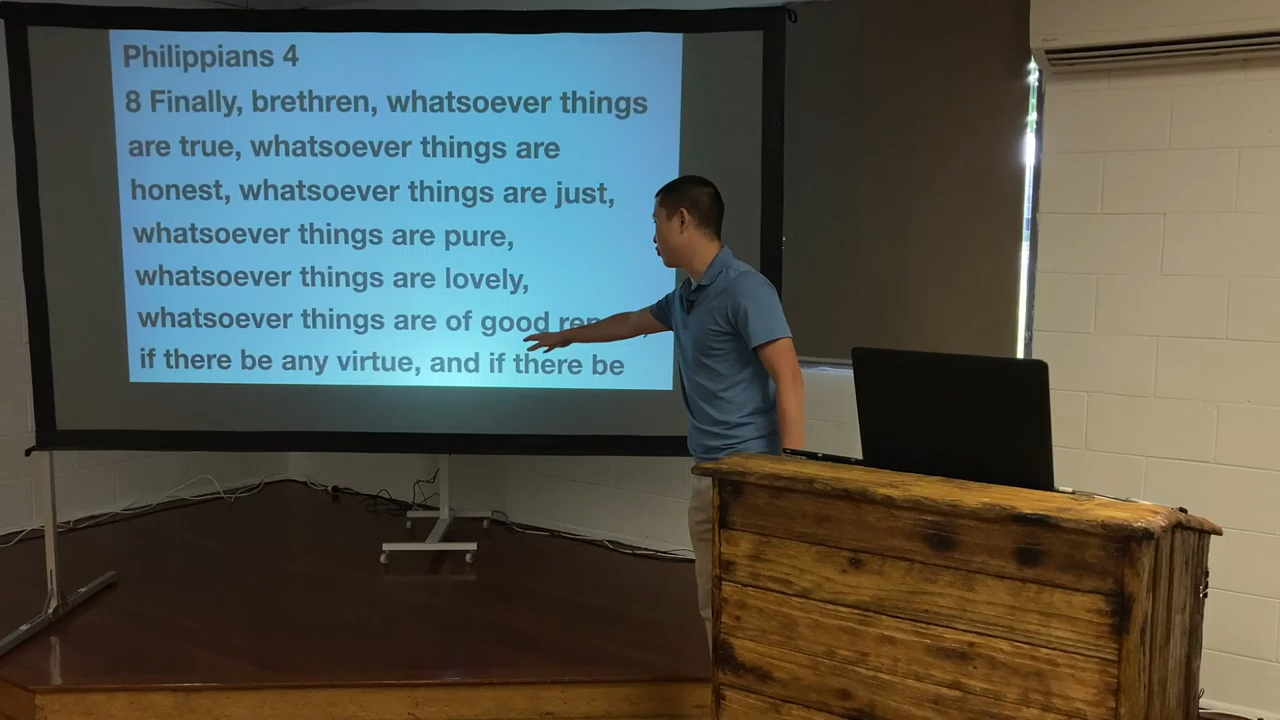 Philippians 4
8 Finally, brethren, whatsoever things
are true, whatsoever things are
honest, whatsoever things are just,
whatsoever things are pure,
whatsoever things are lovely,
whatsoever things are of good
if there be any virtue, and if there be